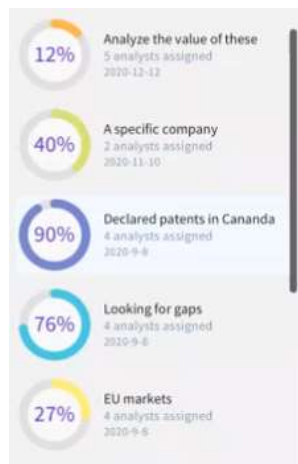 12%
Analyze the value of these
5 analysts assigned
2020-12-12
40%
A specific company
2 analysts assigned
2020-11-10
90%
Declared patents in Cananda
4 analysts assigned
2020-9-8
76%
Looking for gaps
4 analysts assigned
2020-9-8
27%
EU markets
4 analysts assigned
2020-9-8